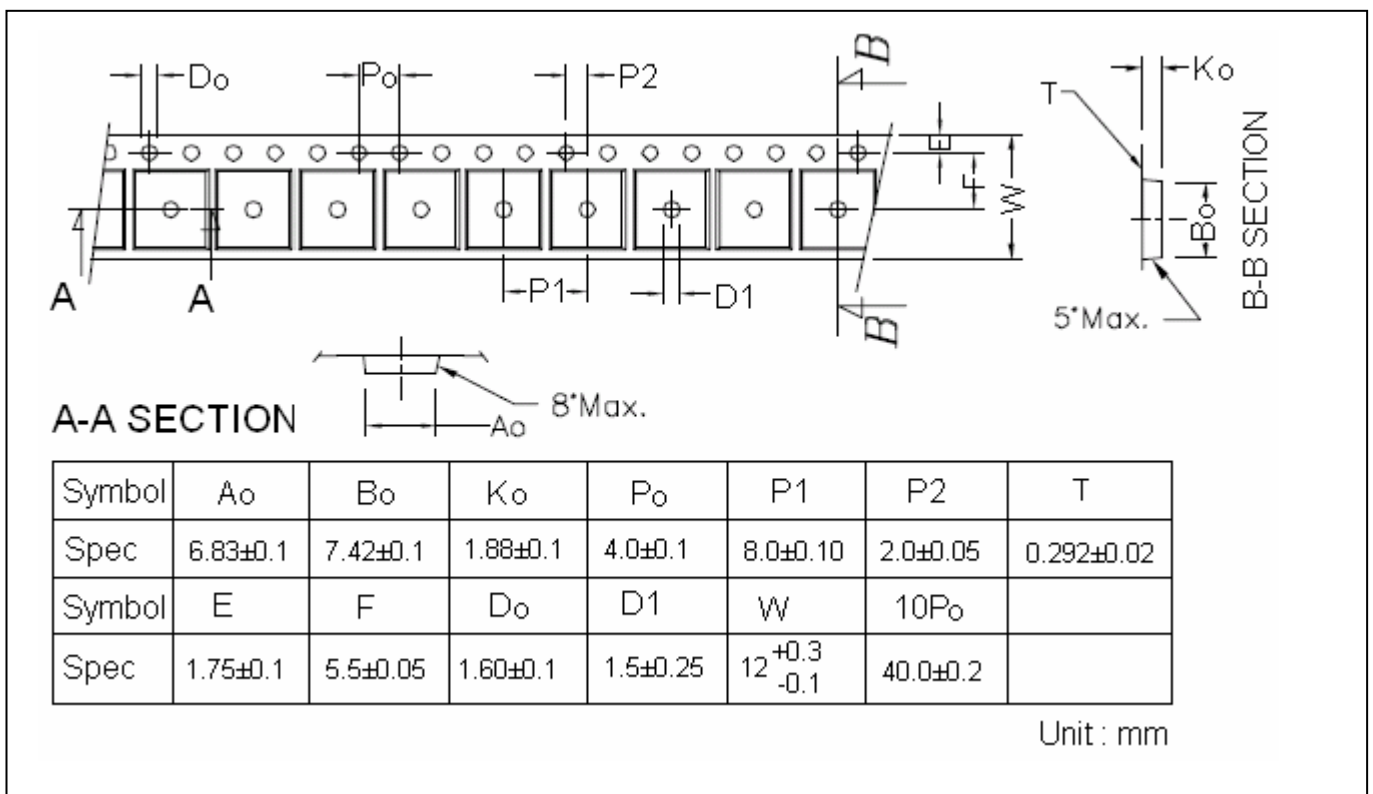 Do
Po
P2
B
Ko
T
E
F
W
Bo
B-B SECTION
A
A
P1
D1
B
5°Max.
8°Max.
A-A SECTION
Ao
Symbol Ao Bo Ko Po P1 P2 T
Spec 6.83±0.1 7.42±0.1 1.88±0.1 4.0±0.1 8.0±0.10 2.0±0.05 0.292±0.02
Symbol E F Do D1 W 10Po
Spec 1.75±0.1 5.5±0.05 1.60±0.1 1.5±0.25 12 +0.3 -0.1 40.0±0.2
Unit : mm